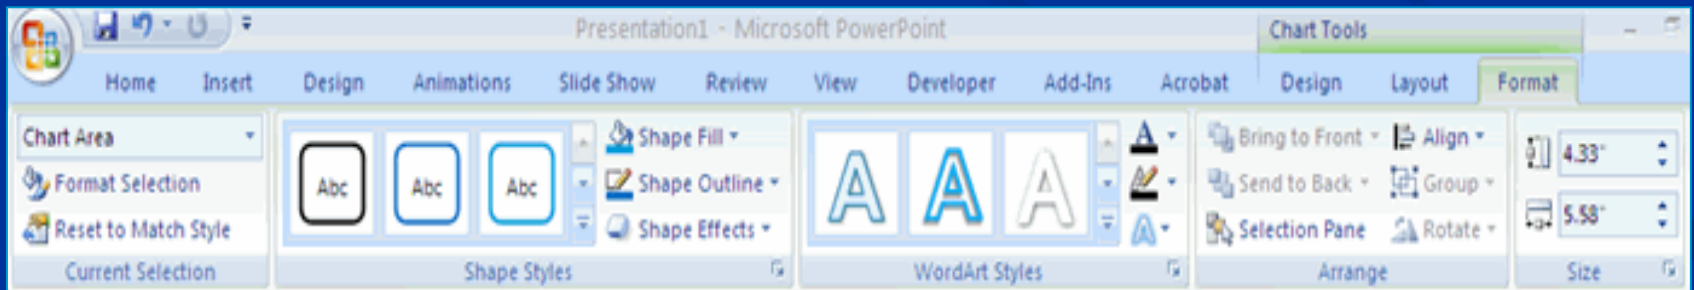 Presentation1 - Microsoft PowerPoint Chart Tools
Home Insert Design Animations Slide Show Review View Developer Add-Ins Acrobat Design Layout Format
Chart Area
Format Selection
Reset to Match Style
Current Selection
Abc Abc Abc
Shape Fill
Shape Outline
Shape Effects
Shape Styles
A A A A
A
WordArt Styles
Bring to Front Align
Send to Back Group
Selection Pane Rotate
Arrange
4.33"
5.58"
Size